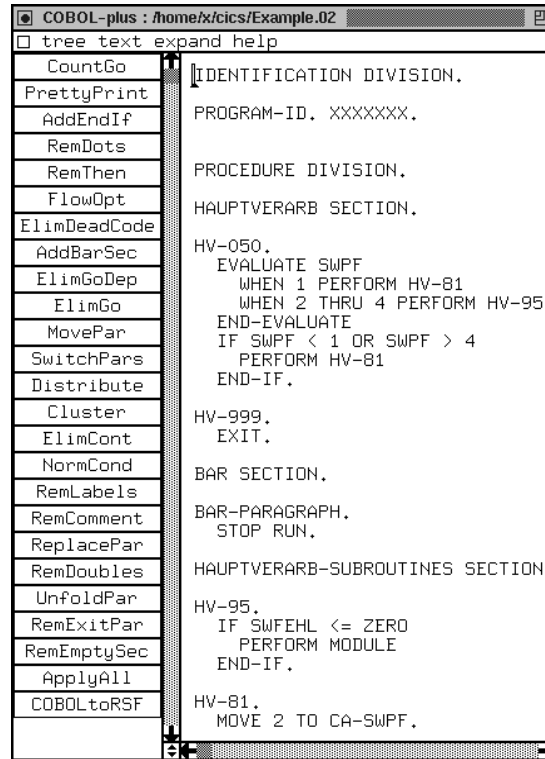 COBOL-plus : /home/x/cics/Example.02
tree text expand help
CountGo
PrettyPrint
AddEndIf
RemDots
RemThen
FlowOpt
ElimDeadCode
AddBarSec
ElimGoDep
ElimGo
MovePar
SwitchPars
Distribute
Cluster
ElimCont
NormCond
RemLabels
RemComment
ReplacePar
RemDoubles
UnfoldPar
RemExitPar
RemEmptySec
ApplyAll
COBOLtoRSF
IDENTIFICATION DIVISION.
PROGRAM-ID. XXXXXXX.
PROCEDURE DIVISION.
HAUPTVERARB SECTION.
HV-050.
EVALUATE SWPF
WHEN 1 PERFORM HV-81
WHEN 2 THRU 4 PERFORM HV-95
END-EVALUATE
IF SWPF < 1 OR SWPF > 4
PERFORM HV-81
END-IF.
HV-999.
EXIT.
BAR SECTION.
BAR-PARAGRAPH.
STOP RUN.
HAUPTVERARB-SUBROUTINES SECTION
HV-95.
IF SWFEHL <= ZERO
PERFORM MODULE
END-IF.
HV-81.
MOVE 2 TO CA-SWPF.